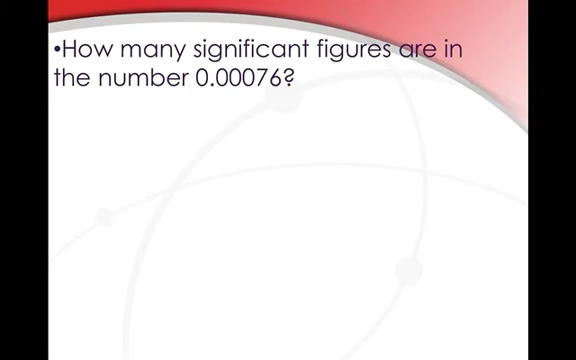 •How many significant figures are in
the number 0.00076?